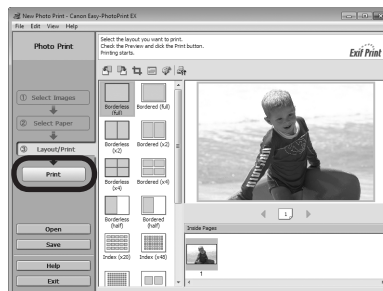 New Photo Print - Canon Easy-PhotoPrint EX
File Edit View Help
Photo Print
Select the layout you want to print.
Check the Preview and click the Print button.
Printing starts.
Exif Print
1 Select Images
2 Select Paper
3 Layout/Print
Print
Open
Save
Help
Exit
Borderless (full)
Bordered (full)
Borderless (x2)
Bordered (x2)
Borderless (x4)
Bordered (x4)
Borderless (half)
Bordered (half)
Index (x20)
Index (x48)
1
Inside Pages
1